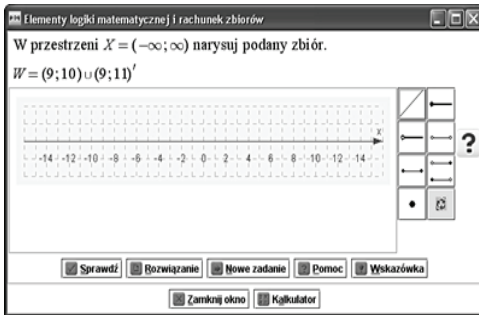 Elementy logiki matematycznej i rachunek zbiorów
W przestrzeni X = (-∞; ∞) narysuj podany zbiór.
W = (9; 10) ∪ (9; 11)′
x
-14 -12 -10 -8 -6 -4 -2 0 2 4 6 8 10 12 14
?
Sprawdź Rozwiązanie Nowe zadanie Pomoc Wskazówka
Zamknij okno Kalkulator